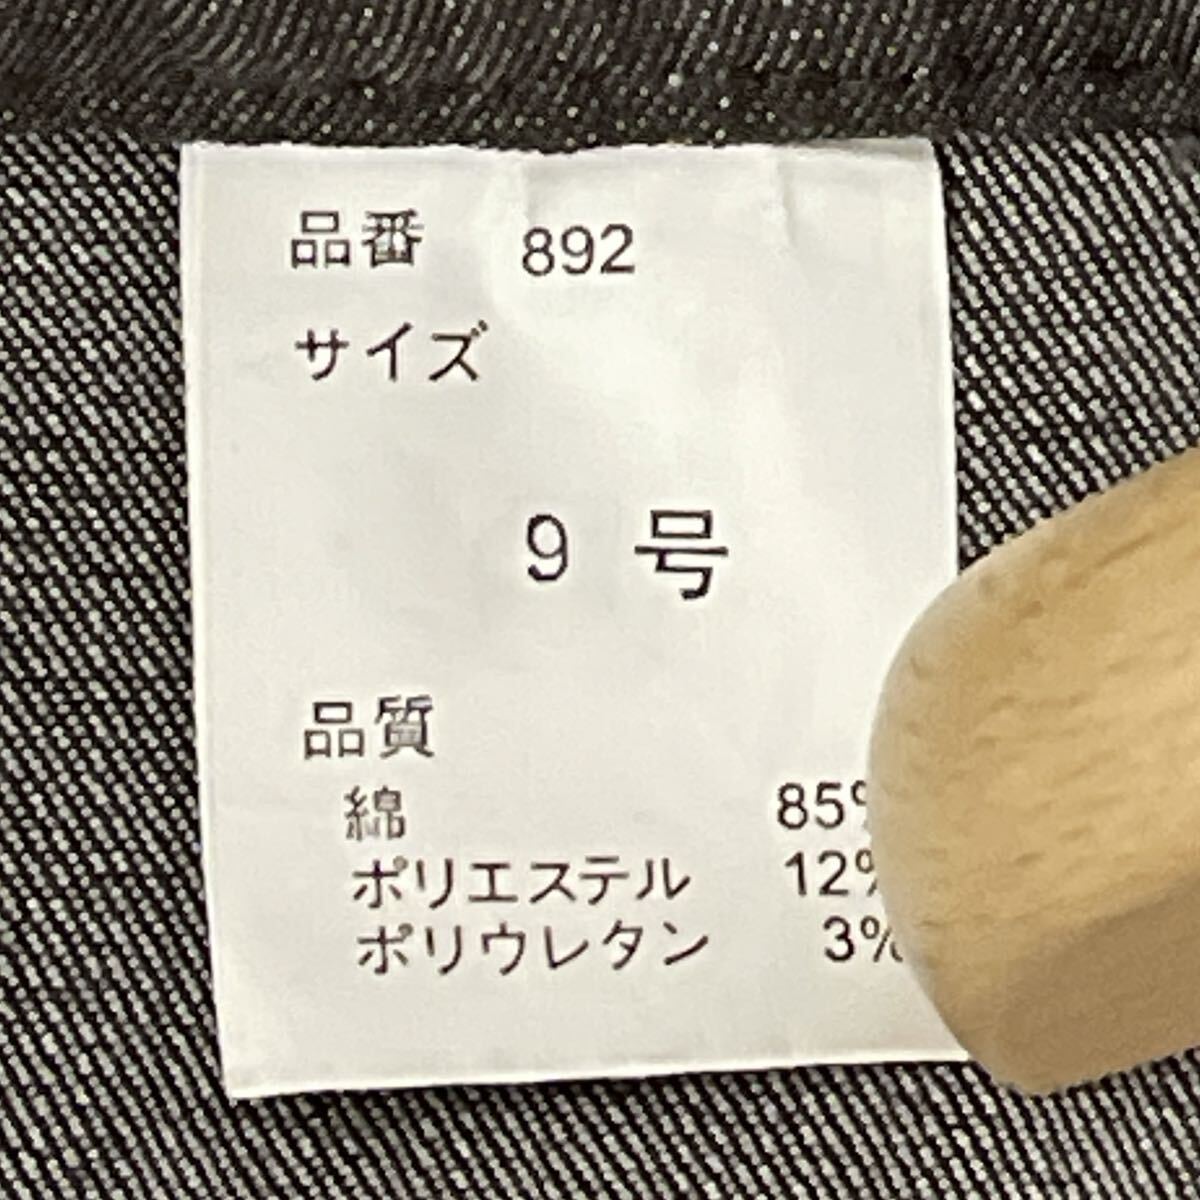 品番 892
サイズ
9 号
品質
綿 85%
ポリエステル 12%
ポリウレタン 3%